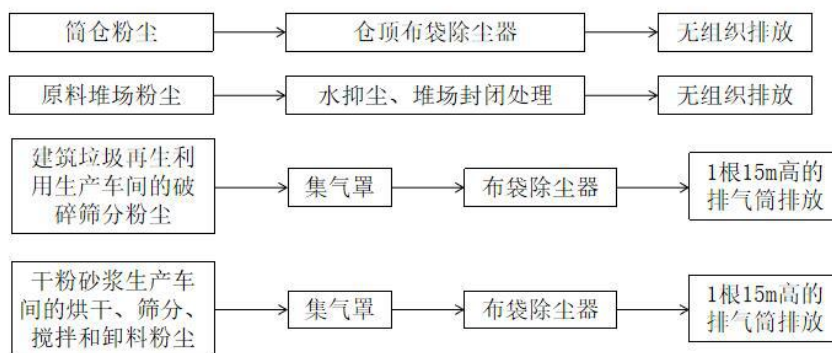 筒仓粉尘
仓顶布袋除尘器
无组织排放
原料堆场粉尘
水抑尘、堆场封闭处理
无组织排放
建筑垃圾再生利
用生产车间的破
碎筛分粉尘
集气罩
布袋除尘器
1根15m高的
排气筒排放
干粉砂浆生产车
间的烘干、筛分、
搅拌和卸料粉尘
集气罩
布袋除尘器
1根15m高的
排气筒排放